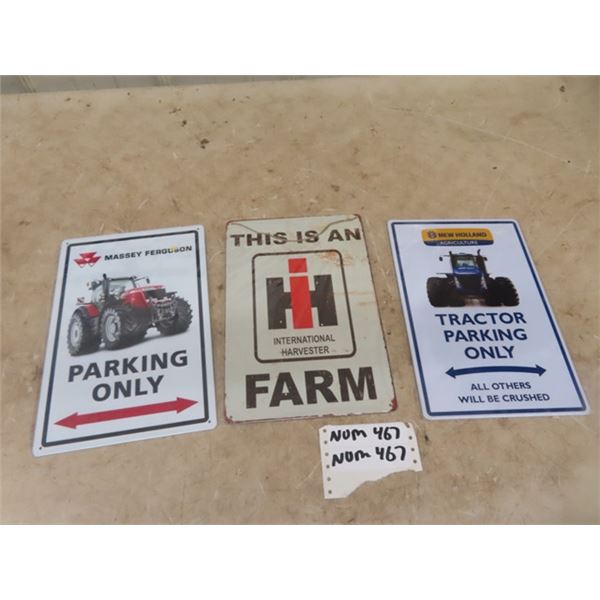 MASSEY FERGUSON
PARKING
ONLY
THIS IS AN
IH
INTERNATIONAL
HARVESTER
FARM
NEW HOLLAND
AGRICULTURE
TRACTOR
PARKING
ONLY
ALL OTHERS
WILL BE CRUSHED
NUM 467
NUM 467